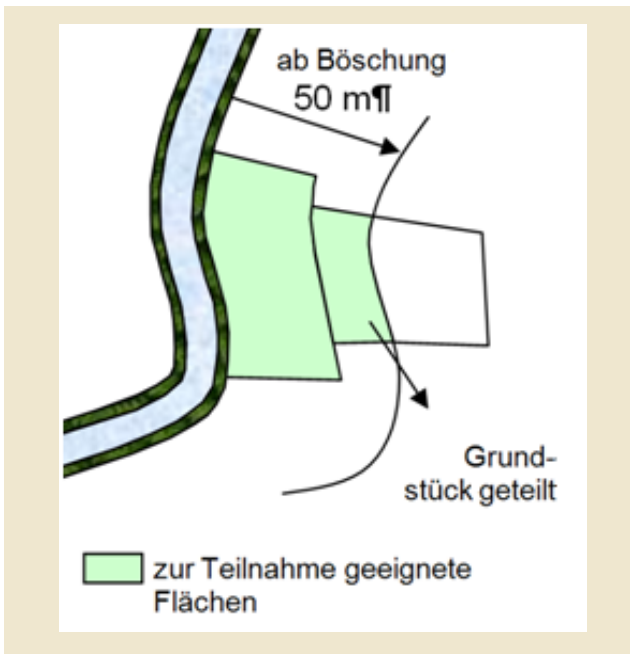 ab Böschung
50 m¶
Grund-
stück geteilt
zur Teilnahme geeignete
Flächen